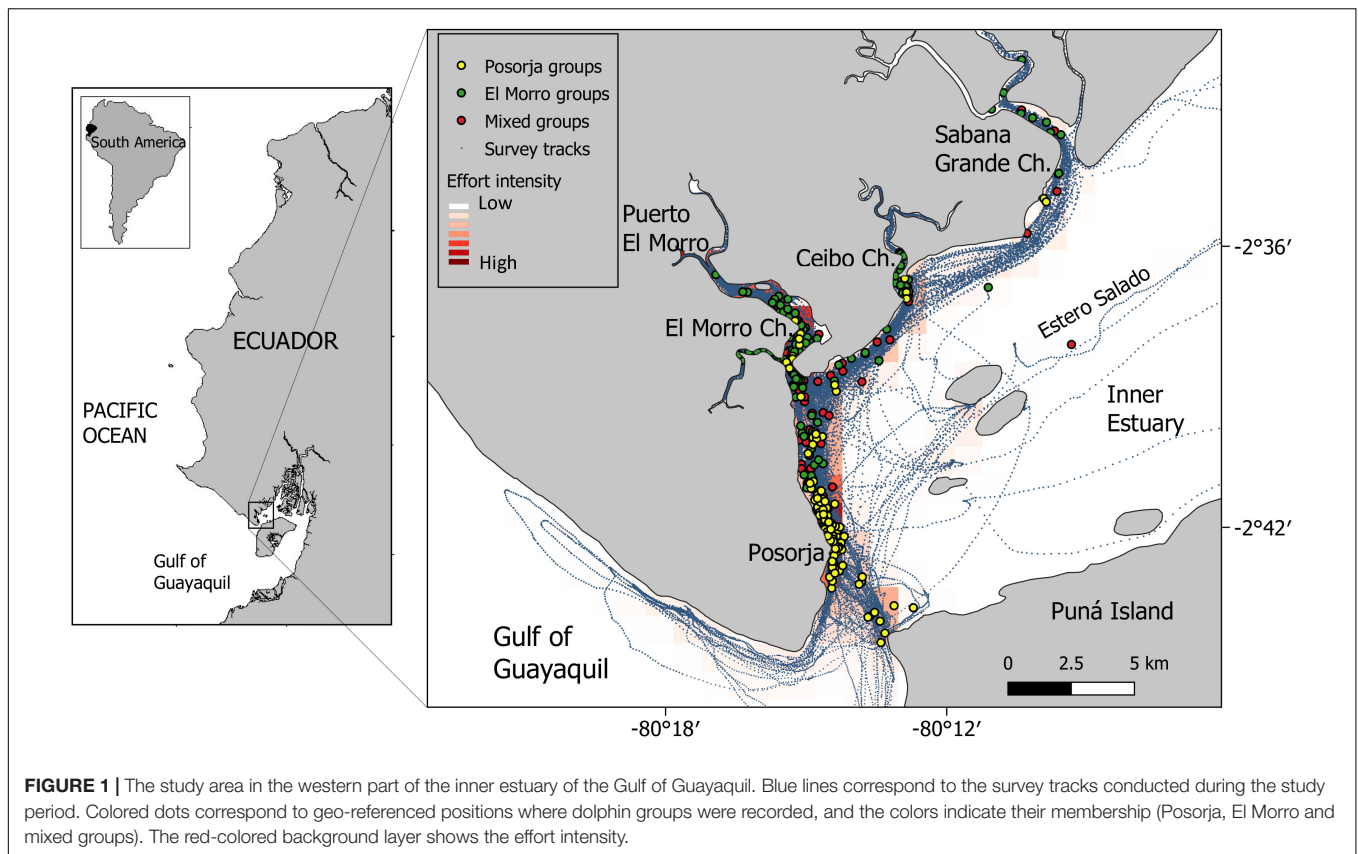 South America
ECUADOR
PACIFIC
OCEAN
Gulf of
Guayaquil
Posorja groups
El Morro groups
Mixed groups
Survey tracks
Effort intensity
Low
High
Sabana
Grande Ch.
Puerto
El Morro
Ceibo Ch.
-2°36′
Estero Salado
El Morro Ch.
Inner
Estuary
-2°42′
Posorja
Puná Island
Gulf of
Guayaquil
0 2.5 5 km
-80°18′ -80°12′
FIGURE 1 | The study area in the western part of the inner estuary of the Gulf of Guayaquil. Blue lines correspond to the survey tracks conducted during the study
period. Colored dots correspond to geo-referenced positions where dolphin groups were recorded, and the colors indicate their membership (Posorja, El Morro and
mixed groups). The red-colored background layer shows the effort intensity.